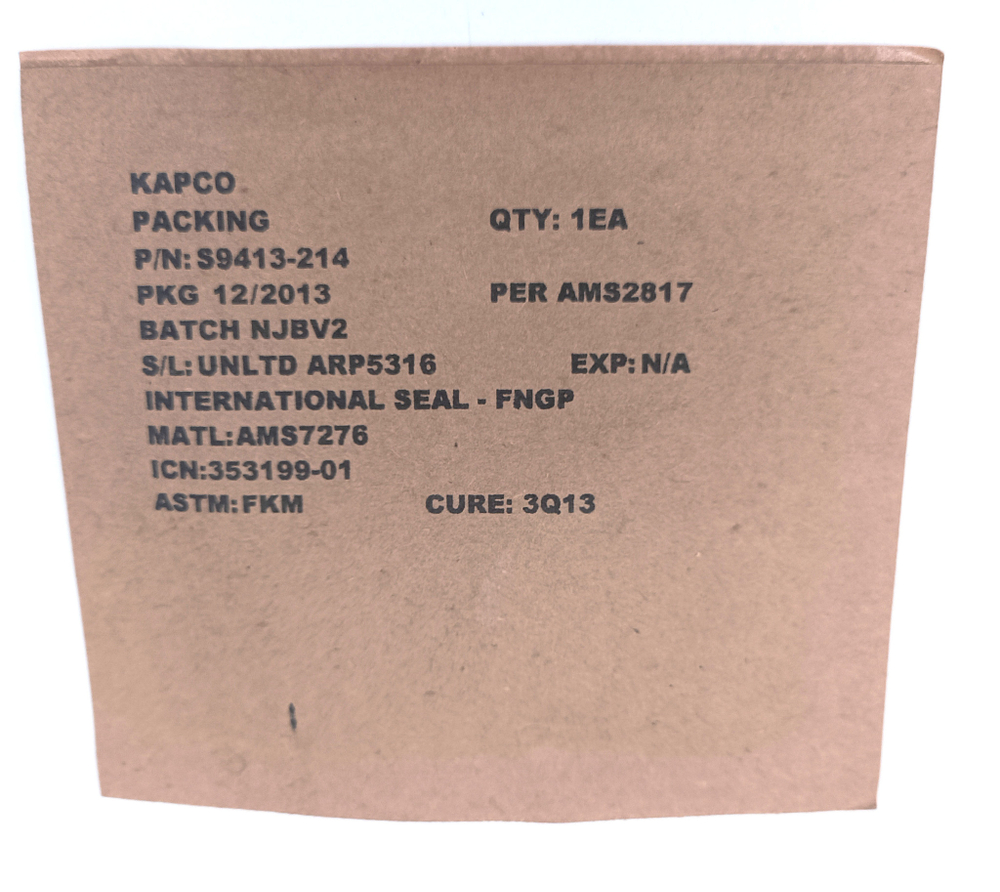 KAPCO
PACKING QTY: 1EA
P/N: S9413-214
PKG 12/2013 PER AMS2817
BATCH NJBV2
S/L: UNLTD ARP5316 EXP: N/A
INTERNATIONAL SEAL - FNGP
MATL:AMS7276
ICN:353199-01
ASTM: FKM CURE: 3Q13